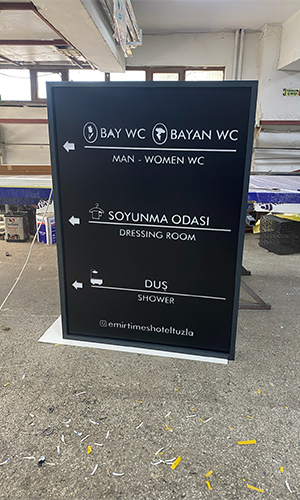 BAY WC BAYAN WC
MAN - WOMEN WC
SOYUNMA ODASI
DRESSING ROOM
DUŞ
SHOWER
emirtimeshoteltuzla